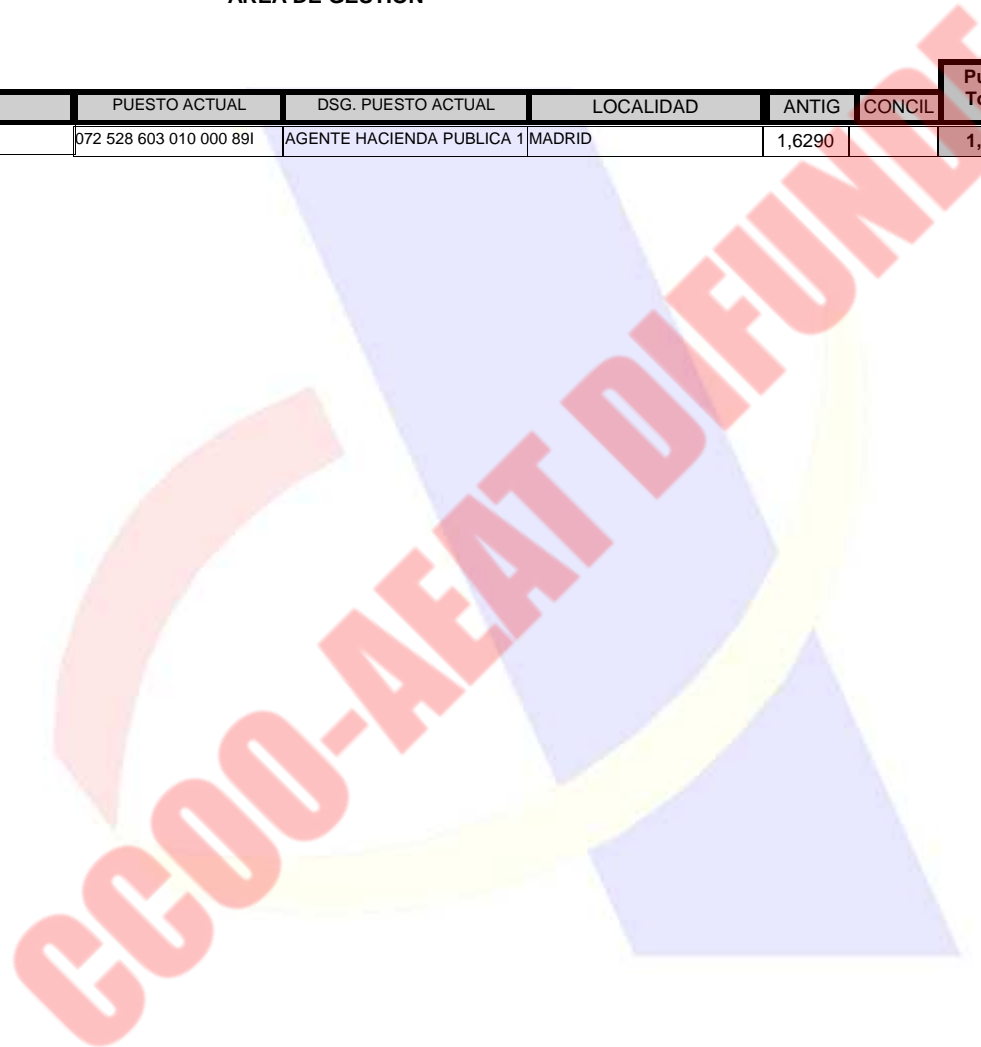 PUESTO ACTUAL DSG. PUESTO ACTUAL LOCALIDAD ANTIG CONCIL
072 528 603 010 000 89I AGENTE HACIENDA PUBLICA 1 MADRID 1,6290 1,
CCOO-AEAT DIFUNDE